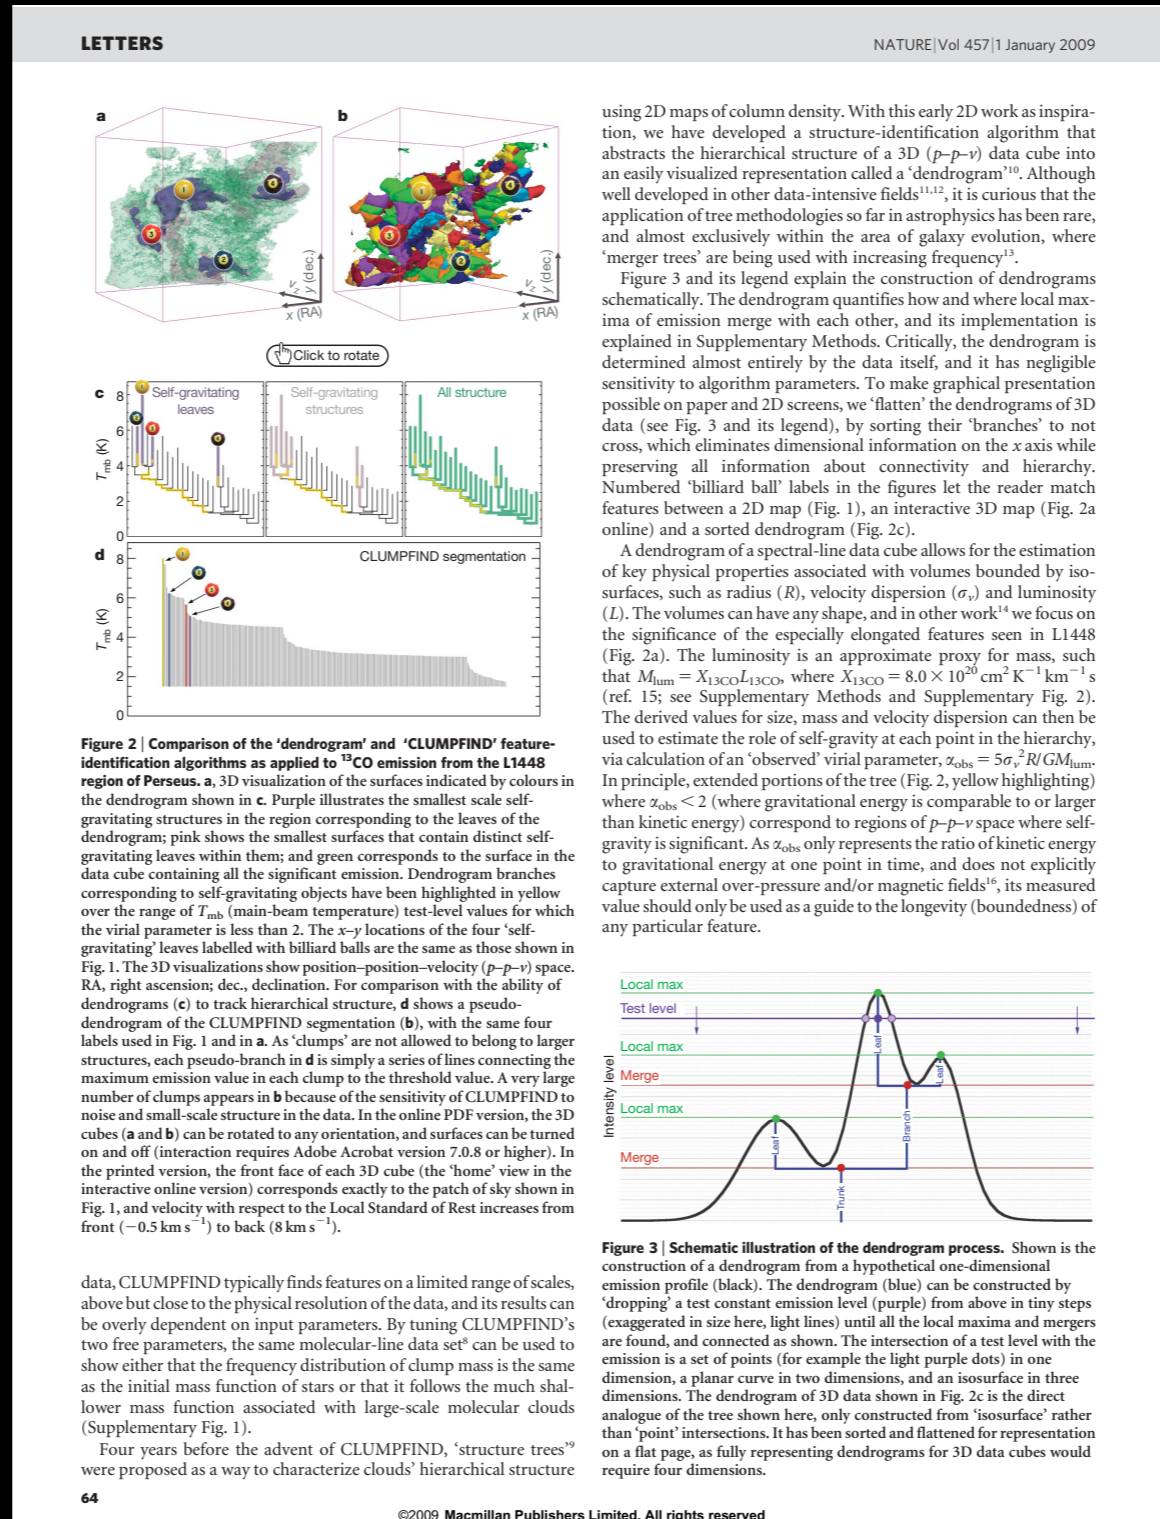 LETTERS
NATURE|Vol 457|1 January 2009
a
b
1
4
3
2
y (dec.)
vz
x (RA)
1
4
3
2
y (dec.)
vz
x (RA)
Click to rotate
c
8
6
4
2
0
Tmb (K)
Self-gravitating
leaves
Self-gravitating
structures
All structure
d
8
6
4
2
0
Tmb (K)
CLUMPFIND segmentation
Figure 2 | Comparison of the ‘dendrogram’ and ‘CLUMPFIND’ feature-
identification algorithms as applied to ¹³CO emission from the L1448
region of Perseus. a, 3D visualization of the surfaces indicated by colours in
the dendrogram shown in c. Purple illustrates the smallest scale self-
gravitating structures in the region corresponding to the leaves of the
dendrogram; pink shows the smallest surfaces that contain distinct self-
gravitating leaves within them; and green corresponds to the surface in the
data cube containing all the significant emission. Dendrogram branches
corresponding to self-gravitating objects have been highlighted in yellow
over the range of Tmb (main-beam temperature) test-level values for which
the virial parameter is less than 2. The x–y locations of the four ‘self-
gravitating’ leaves labelled with billiard balls are the same as those shown in
Fig. 1. The 3D visualizations show position–position–velocity (p–p–v) space.
RA, right ascension; dec., declination. For comparison with the ability of
dendrograms (c) to track hierarchical structure, d shows a pseudo-
dendrogram of the CLUMPFIND segmentation (b), with the same four
labels used in Fig. 1 and in a. As ‘clumps’ are not allowed to belong to larger
structures, each pseudo-branch in d is simply a series of lines connecting the
maximum emission value in each clump to the threshold value. A very large
number of clumps appears in b because of the sensitivity of CLUMPFIND to
noise and small-scale structure in the data. In the online PDF version, the 3D
cubes (a and b) can be rotated to any orientation, and surfaces can be turned
on and off (interaction requires Adobe Acrobat version 7.0.8 or higher). In
the printed version, the front face of each 3D cube (the ‘home’ view in the
interactive online version) corresponds exactly to the patch of sky shown in
Fig. 1, and velocity with respect to the Local Standard of Rest increases from
front (−0.5 km s⁻¹) to back (8 km s⁻¹).
data, CLUMPFIND typically finds features on a limited range of scales,
above but close to the physical resolution of the data, and its results can
be overly dependent on input parameters. By tuning CLUMPFIND’s
two free parameters, the same molecular-line data set⁸ can be used to
show either that the frequency distribution of clump mass is the same
as the initial mass function of stars or that it follows the much shal-
lower mass function associated with large-scale molecular clouds
(Supplementary Fig. 1).
Four years before the advent of CLUMPFIND, ‘structure trees’⁹
were proposed as a way to characterize clouds’ hierarchical structure
using 2D maps of column density. With this early 2D work as inspira-
tion, we have developed a structure-identification algorithm that
abstracts the hierarchical structure of a 3D (p–p–v) data cube into
an easily visualized representation called a ‘dendrogram’¹⁰. Although
well developed in other data-intensive fields¹¹,¹², it is curious that the
application of tree methodologies so far in astrophysics has been rare,
and almost exclusively within the area of galaxy evolution, where
‘merger trees’ are being used with increasing frequency¹³.
Figure 3 and its legend explain the construction of dendrograms
schematically. The dendrogram quantifies how and where local max-
ima of emission merge with each other, and its implementation is
explained in Supplementary Methods. Critically, the dendrogram is
determined almost entirely by the data itself, and it has negligible
sensitivity to algorithm parameters. To make graphical presentation
possible on paper and 2D screens, we ‘flatten’ the dendrograms of 3D
data (see Fig. 3 and its legend), by sorting their ‘branches’ to not
cross, which eliminates dimensional information on the x axis while
preserving all information about connectivity and hierarchy.
Numbered ‘billiard ball’ labels in the figures let the reader match
features between a 2D map (Fig. 1), an interactive 3D map (Fig. 2a
online) and a sorted dendrogram (Fig. 2c).
A dendrogram of a spectral-line data cube allows for the estimation
of key physical properties associated with volumes bounded by iso-
surfaces, such as radius (R), velocity dispersion (σv) and luminosity
(L). The volumes can have any shape, and in other work¹⁴ we focus on
the significance of the especially elongated features seen in L1448
(Fig. 2a). The luminosity is an approximate proxy for mass, such
that Mlum = X13COL13CO, where X13CO = 8.0 × 10²⁰ cm² K⁻¹ km⁻¹ s
(ref. 15; see Supplementary Methods and Supplementary Fig. 2).
The derived values for size, mass and velocity dispersion can then be
used to estimate the role of self-gravity at each point in the hierarchy,
via calculation of an ‘observed’ virial parameter, αobs = 5σv²R/GMlum.
In principle, extended portions of the tree (Fig. 2, yellow highlighting)
where αobs < 2 (where gravitational energy is comparable to or larger
than kinetic energy) correspond to regions of p–p–v space where self-
gravity is significant. As αobs only represents the ratio of kinetic energy
to gravitational energy at one point in time, and does not explicitly
capture external over-pressure and/or magnetic fields¹⁶, its measured
value should only be used as a guide to the longevity (boundedness) of
any particular feature.
Intensity level
Local max
Test level
Local max
Merge
Local max
Merge
Leaf
Leaf
Leaf
Branch
Trunk
Figure 3 | Schematic illustration of the dendrogram process. Shown is the
construction of a dendrogram from a hypothetical one-dimensional
emission profile (black). The dendrogram (blue) can be constructed by
‘dropping’ a test constant emission level (purple) from above in tiny steps
(exaggerated in size here, light lines) until all the local maxima and mergers
are found, and connected as shown. The intersection of a test level with the
emission is a set of points (for example the light purple dots) in one
dimension, a planar curve in two dimensions, and an isosurface in three
dimensions. The dendrogram of 3D data shown in Fig. 2c is the direct
analogue of the tree shown here, only constructed from ‘isosurface’ rather
than ‘point’ intersections. It has been sorted and flattened for representation
on a flat page, as fully representing dendrograms for 3D data cubes would
require four dimensions.
64
©2009 Macmillan Publishers Limited. All rights reserved